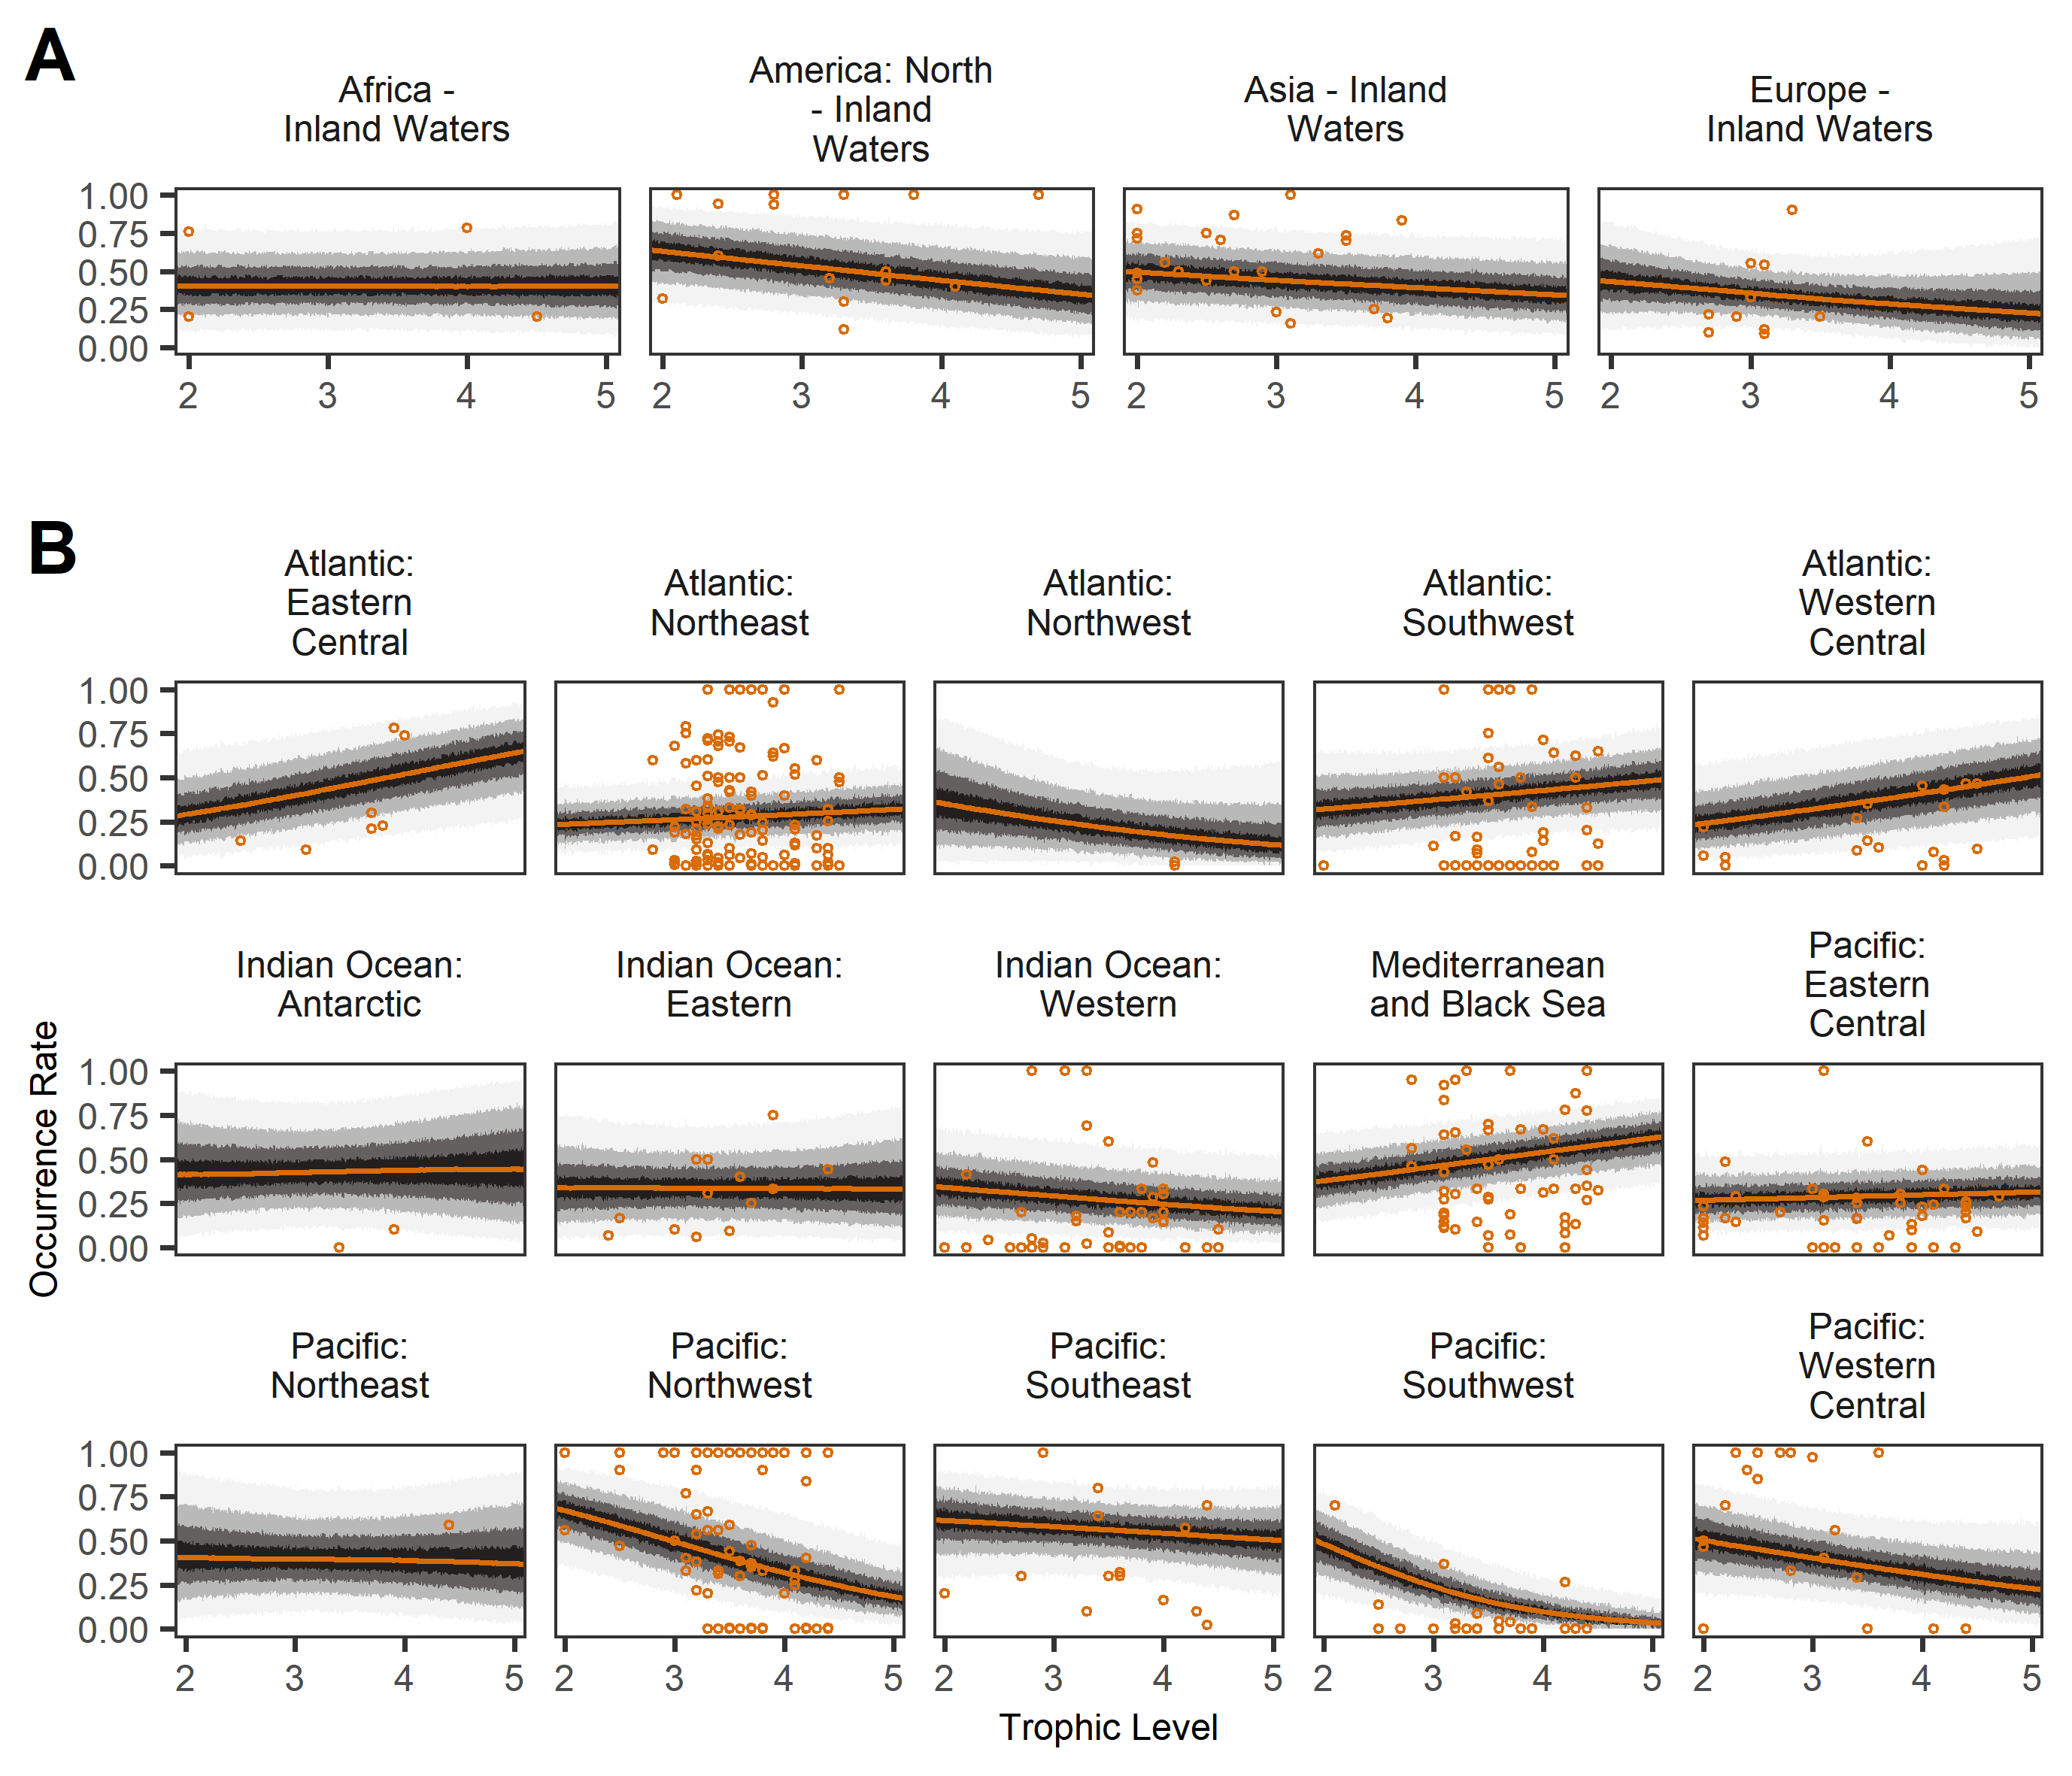 A
Africa -
Inland Waters
America: North
- Inland
Waters
Asia - Inland
Waters
Europe -
Inland Waters
1.00
0.75
0.50
0.25
0.00
2 3 4 5
2 3 4 5
2 3 4 5
2 3 4 5
B
Atlantic:
Eastern
Central
Atlantic:
Northeast
Atlantic:
Northwest
Atlantic:
Southwest
Atlantic:
Western
Central
1.00
0.75
0.50
0.25
0.00
Indian Ocean:
Antarctic
Indian Ocean:
Eastern
Indian Ocean:
Western
Mediterranean
and Black Sea
Pacific:
Eastern
Central
1.00
0.75
0.50
0.25
0.00
Occurrence Rate
Pacific:
Northeast
Pacific:
Northwest
Pacific:
Southeast
Pacific:
Southwest
Pacific:
Western
Central
1.00
0.75
0.50
0.25
0.00
2 3 4 5
2 3 4 5
2 3 4 5
2 3 4 5
2 3 4 5
Trophic Level